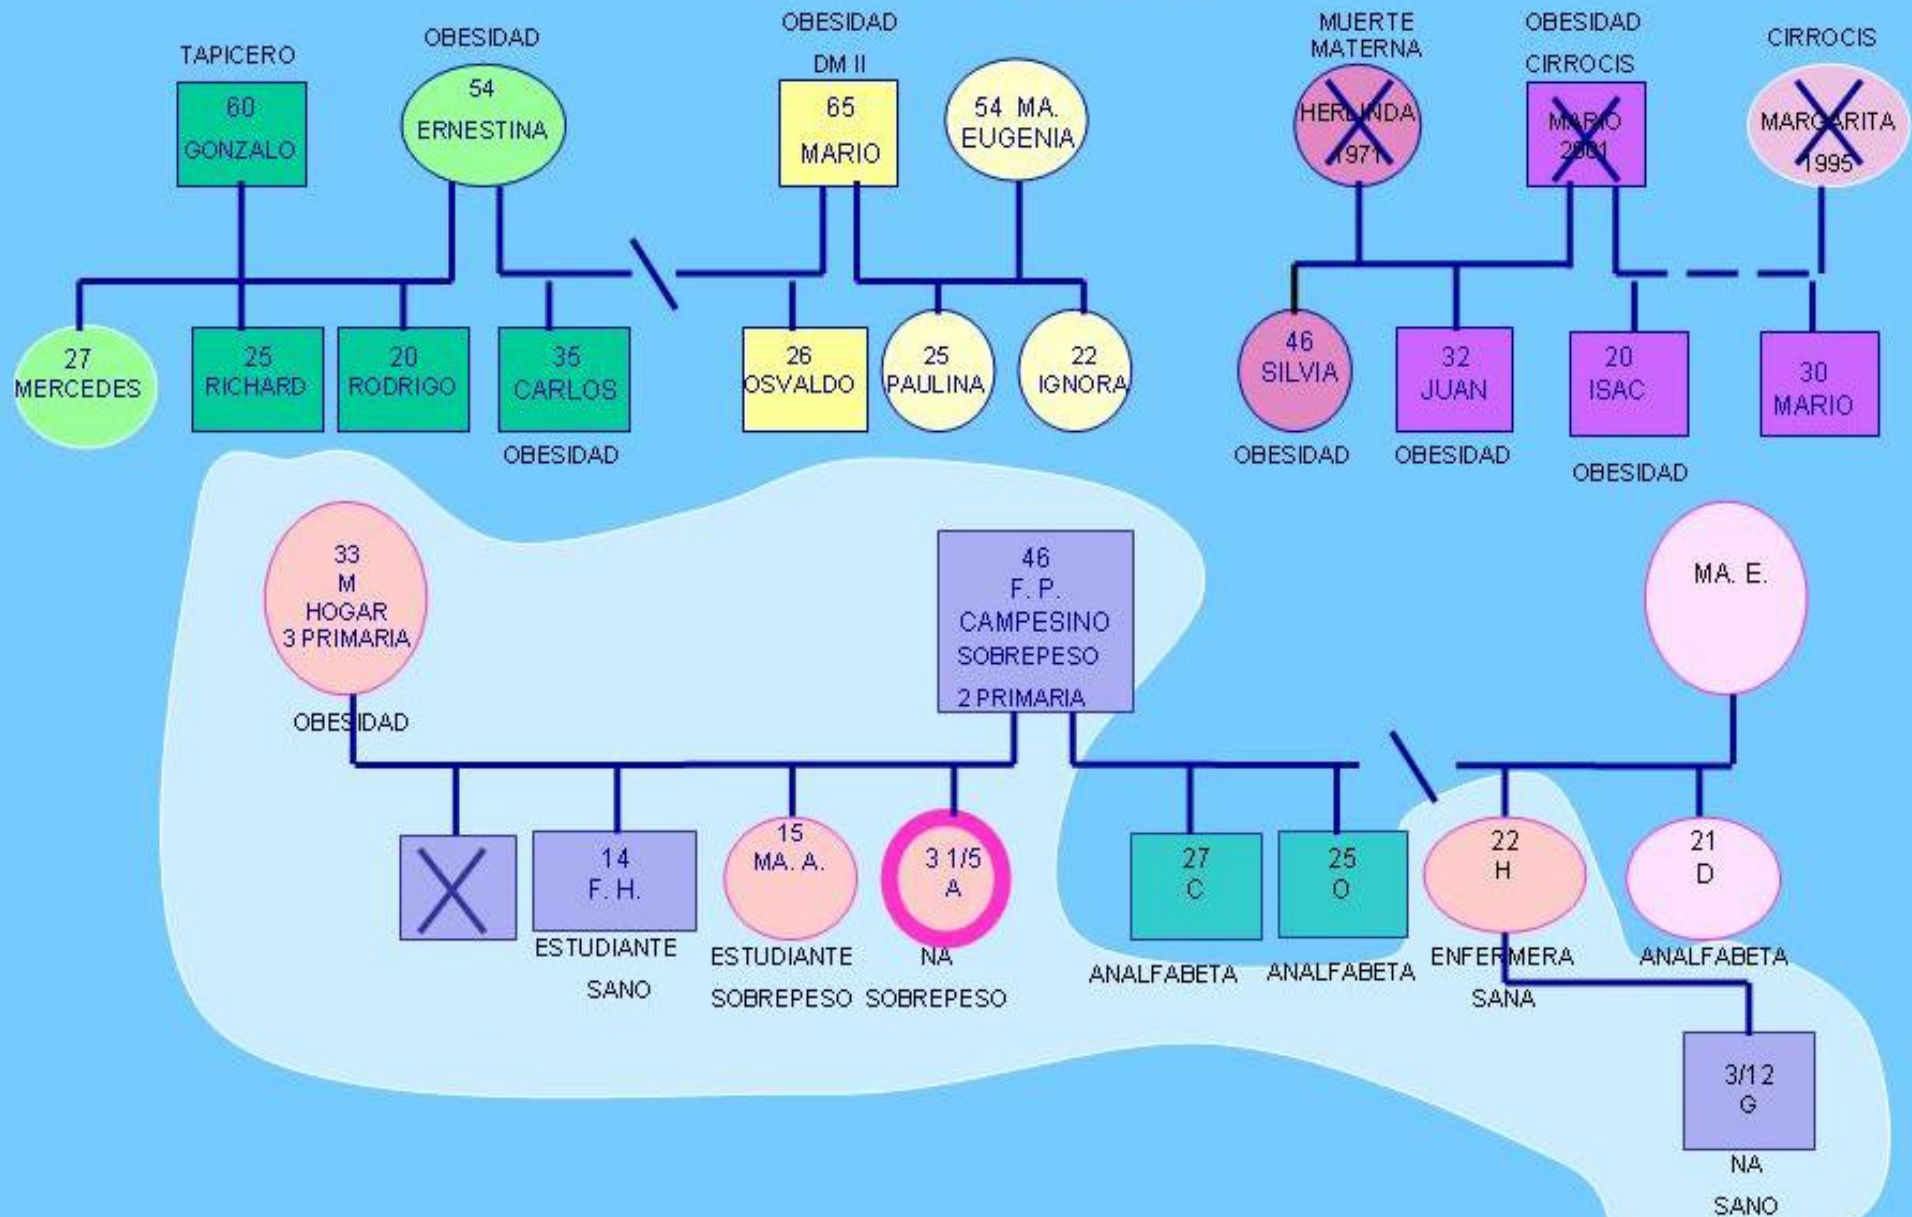 TAPICERO
60
GONZALO
OBESIDAD
54
ERNESTINA
OBESIDAD
DM II
65
MARIO
54 MA.
EUGENIA
MUERTE
MATERNA
HERLINDA
1971
OBESIDAD
CIRROCIS
MARIO
2001
CIRROCIS
MARGARITA
1995
27
MERCEDES
25
RICHARD
20
RODRIGO
35
CARLOS
OBESIDAD
26
OSVALDO
25
PAULINA
22
IGNORA
46
SILVIA
OBESIDAD
32
JUAN
OBESIDAD
20
ISAC
OBESIDAD
30
MARIO
33
M
HOGAR
3 PRIMARIA
OBESIDAD
46
F. P.
CAMPESINO
SOBREPESO
2 PRIMARIA
MA. E.
14
F. H.
ESTUDIANTE
SANO
15
MA. A.
ESTUDIANTE
SOBREPESO
3 1/5
A
NA
SOBREPESO
27
C
ANALFABETA
25
O
ANALFABETA
22
H
ENFERMERA
SANA
21
D
ANALFABETA
3/12
G
NA
SANO